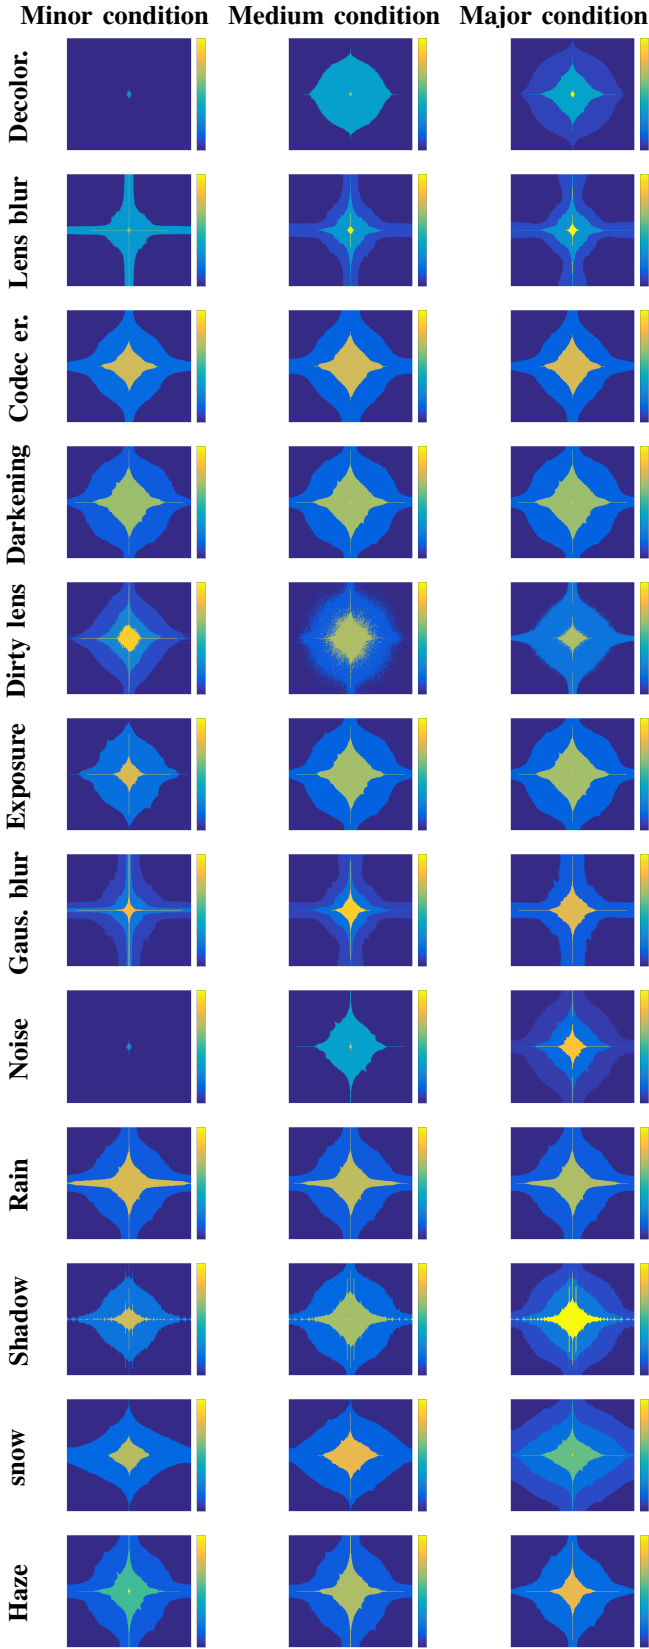 Minor condition Medium condition Major condition
Decolor.
Lens blur
Codec er.
Darkening
Dirty lens
Exposure
Gaus. blur
Noise
Rain
Shadow
snow
Haze